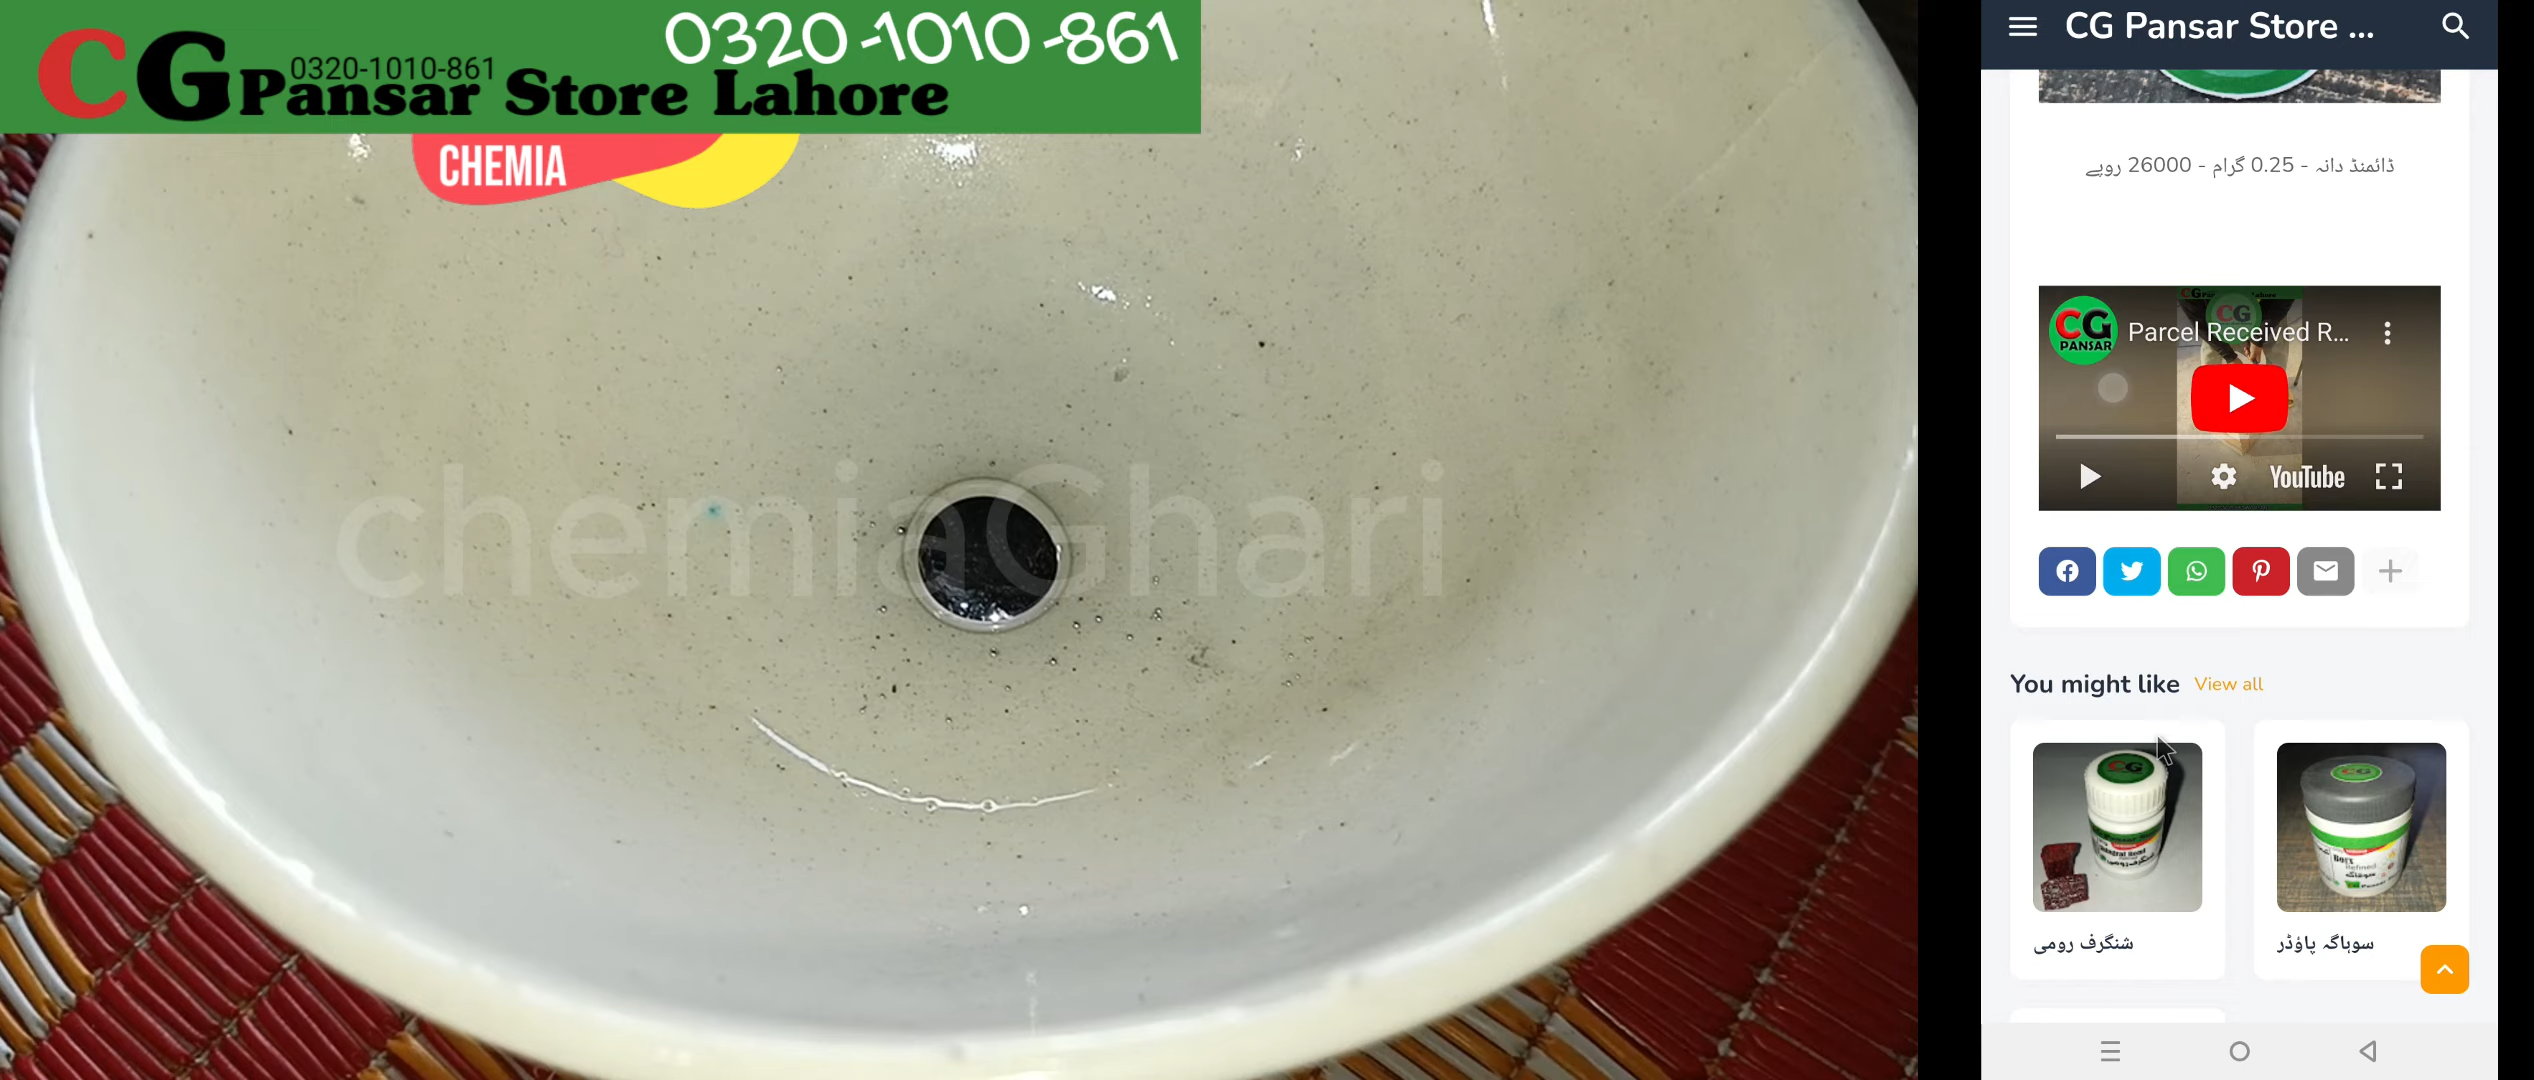 0320-1010-861
0320-1010-861
CG Pansar Store Lahore
CHEMIA
chemiaGhari
CG Pansar Store ...
ڈائمنڈ دانہ - 0.25 گرام - 26000 روپے
CG PANSAR
Parcel Received R...
YouTube
You might like
View all
شنگرف رومی
سوہاگہ پاؤڈر